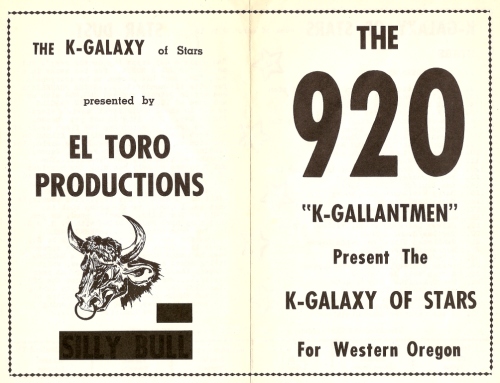 THE K-GALAXY of Stars
presented by
EL TORO
PRODUCTIONS
SILLY BULL
THE
920
"K-GALLANTMEN"
Present The
K-GALAXY OF STARS
For Western Oregon